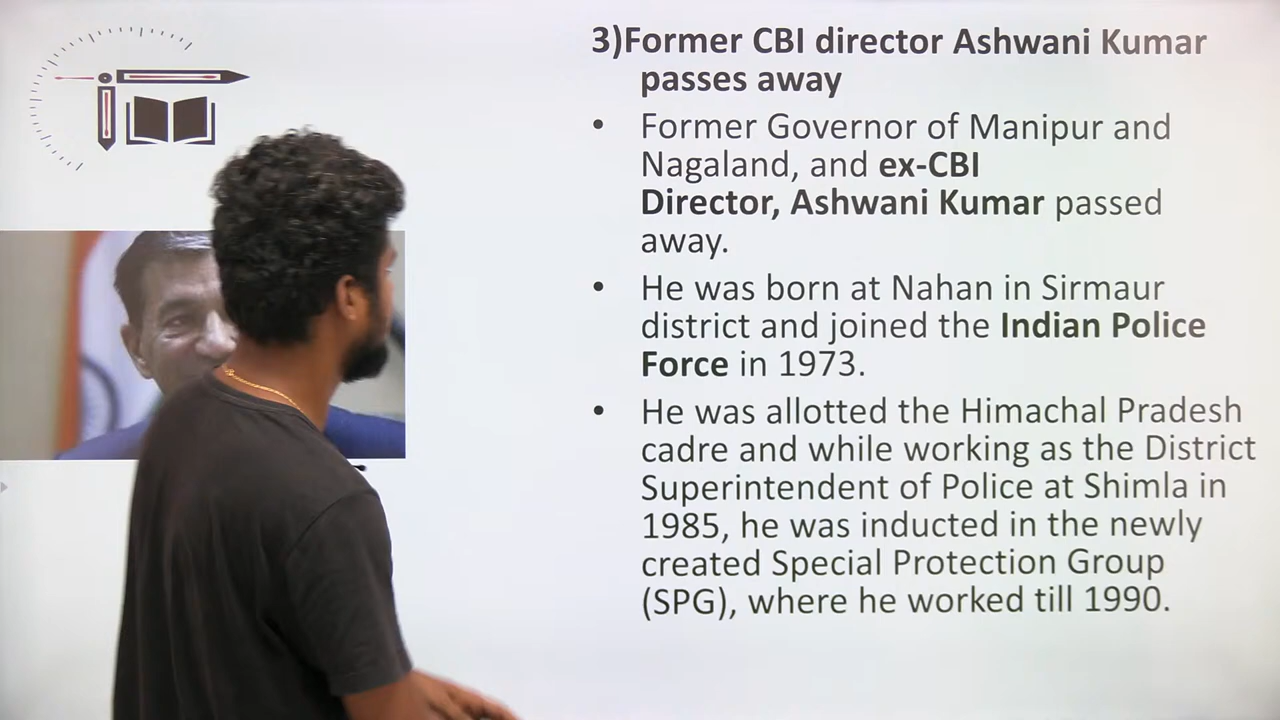 3)Former CBI director Ashwani Kumar
passes away
• Former Governor of Manipur and
Nagaland, and ex-CBI
Director, Ashwani Kumar passed
away.
• He was born at Nahan in Sirmaur
district and joined the Indian Police
Force in 1973.
• He was allotted the Himachal Pradesh
cadre and while working as the District
Superintendent of Police at Shimla in
1985, he was inducted in the newly
created Special Protection Group
(SPG), where he worked till 1990.